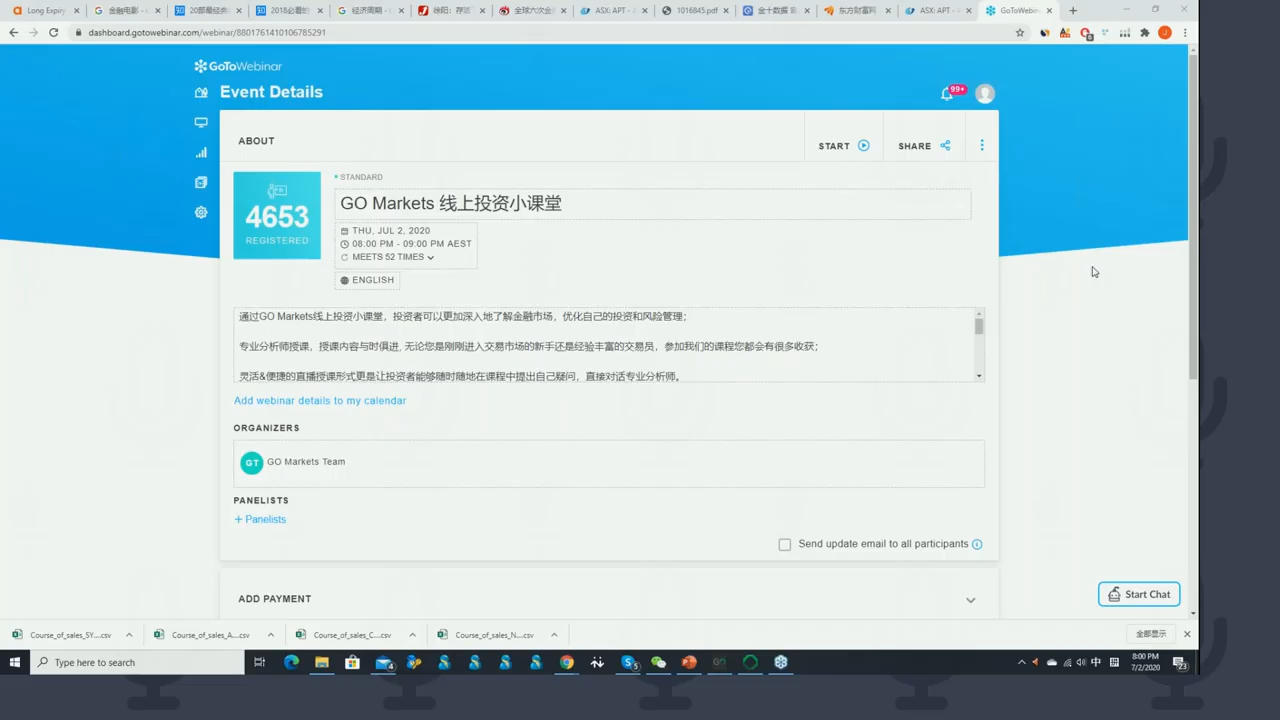 Long Expiry
金融电影 -
20部最经典
2018必看的
经济周期 -
徐阳：存
全球六次金
ASX: APT - A
1016845.pdf
金十数据
东方财富网
ASX: APT -
GoToWebin
dashboard.gotowebinar.com/webinar/8801761410106785291
GoToWebinar
Event Details
99+
ABOUT
START
SHARE
4653
REGISTERED
STANDARD
GO Markets 线上投资小课堂
THU, JUL 2, 2020
08:00 PM - 09:00 PM AEST
MEETS 52 TIMES
ENGLISH
通过GO Markets线上投资小课堂，投资者可以更加深入地了解金融市场，优化自己的投资和风险管理；
专业分析师授课，授课内容与时俱进, 无论您是刚刚进入交易市场的新手还是经验丰富的交易员，参加我们的课程您都会有很多收获；
灵活&便捷的直播授课形式更是让投资者能够随时随地在课程中提出自己疑问，直接对话专业分析师。
Add webinar details to my calendar
ORGANIZERS
GT GO Markets Team
PANELISTS
+ Panelists
Send update email to all participants
ADD PAYMENT
Start Chat
Course_of_sales_SY....csv
Course_of_sales_A....csv
Course_of_sales_C....csv
Course_of_sales_N....csv
全部显示
Type here to search
中
8:00 PM
7/2/2020
23